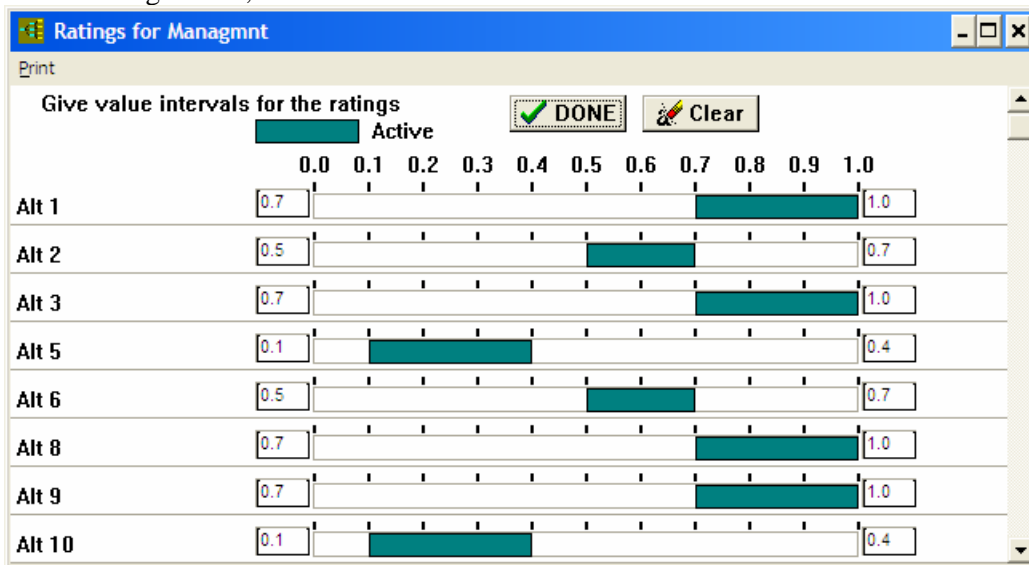 Ratings for Managmnt
Print
Give value intervals for the ratings
DONE
Clear
Active
0.0 0.1 0.2 0.3 0.4 0.5 0.6 0.7 0.8 0.9 1.0
Alt 1 0.7 1.0
Alt 2 0.5 0.7
Alt 3 0.7 1.0
Alt 5 0.1 0.4
Alt 6 0.5 0.7
Alt 8 0.7 1.0
Alt 9 0.7 1.0
Alt 10 0.1 0.4